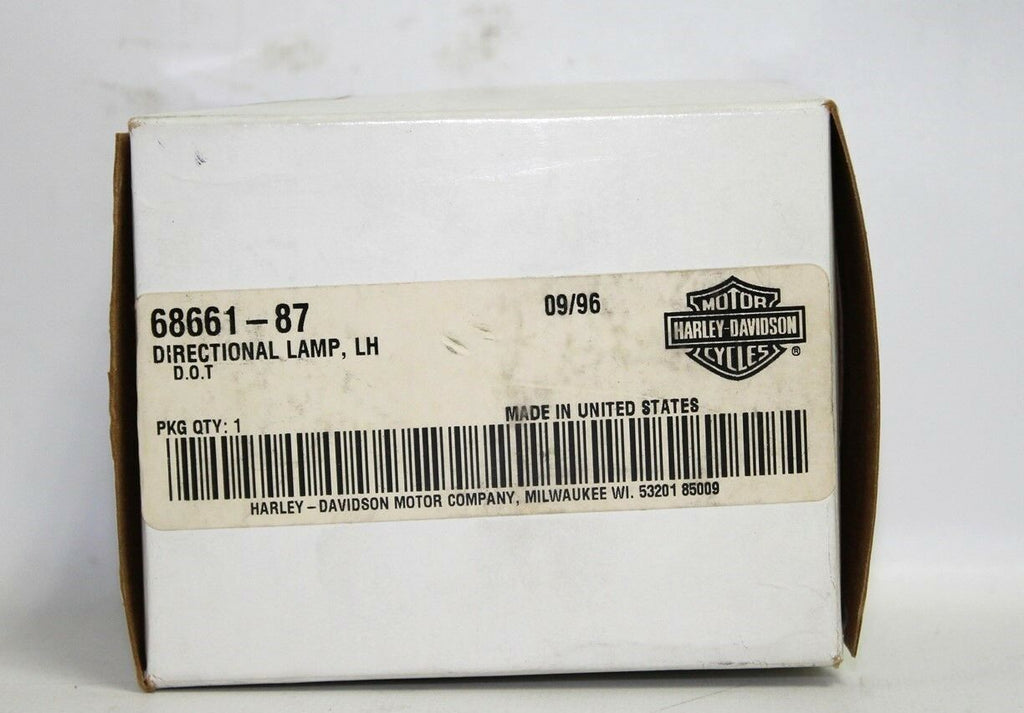 68661-87
09/96
DIRECTIONAL LAMP, LH
D.O.T
MOTOR
HARLEY-DAVIDSON
CYCLES ®
MADE IN UNITED STATES
PKG QTY: 1
HARLEY-DAVIDSON MOTOR COMPANY, MILWAUKEE WI. 53201 85009